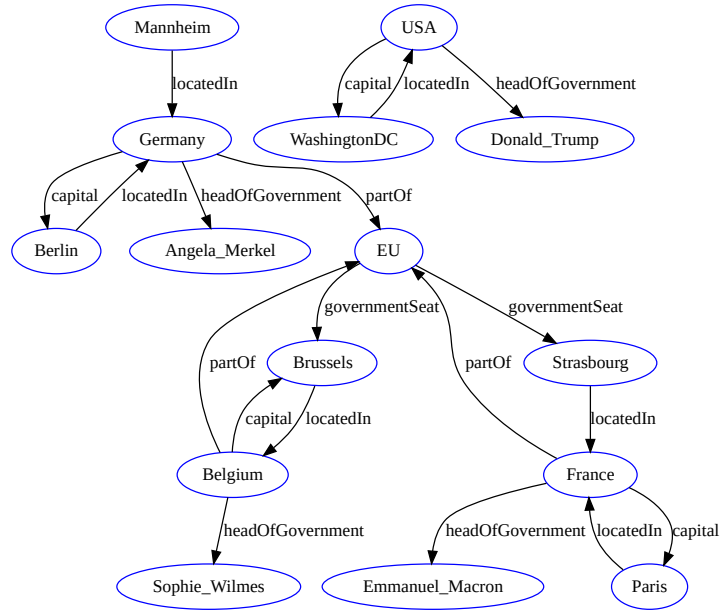 Mannheim
USA
locatedIn
capital
locatedIn
headOfGovernment
Germany
WashingtonDC
Donald_Trump
capital
locatedIn
headOfGovernment
partOf
Berlin
Angela_Merkel
EU
governmentSeat
governmentSeat
partOf
Brussels
partOf
Strasbourg
capital
locatedIn
locatedIn
Belgium
France
headOfGovernment
headOfGovernment
locatedIn
capital
Sophie_Wilmes
Emmanuel_Macron
Paris